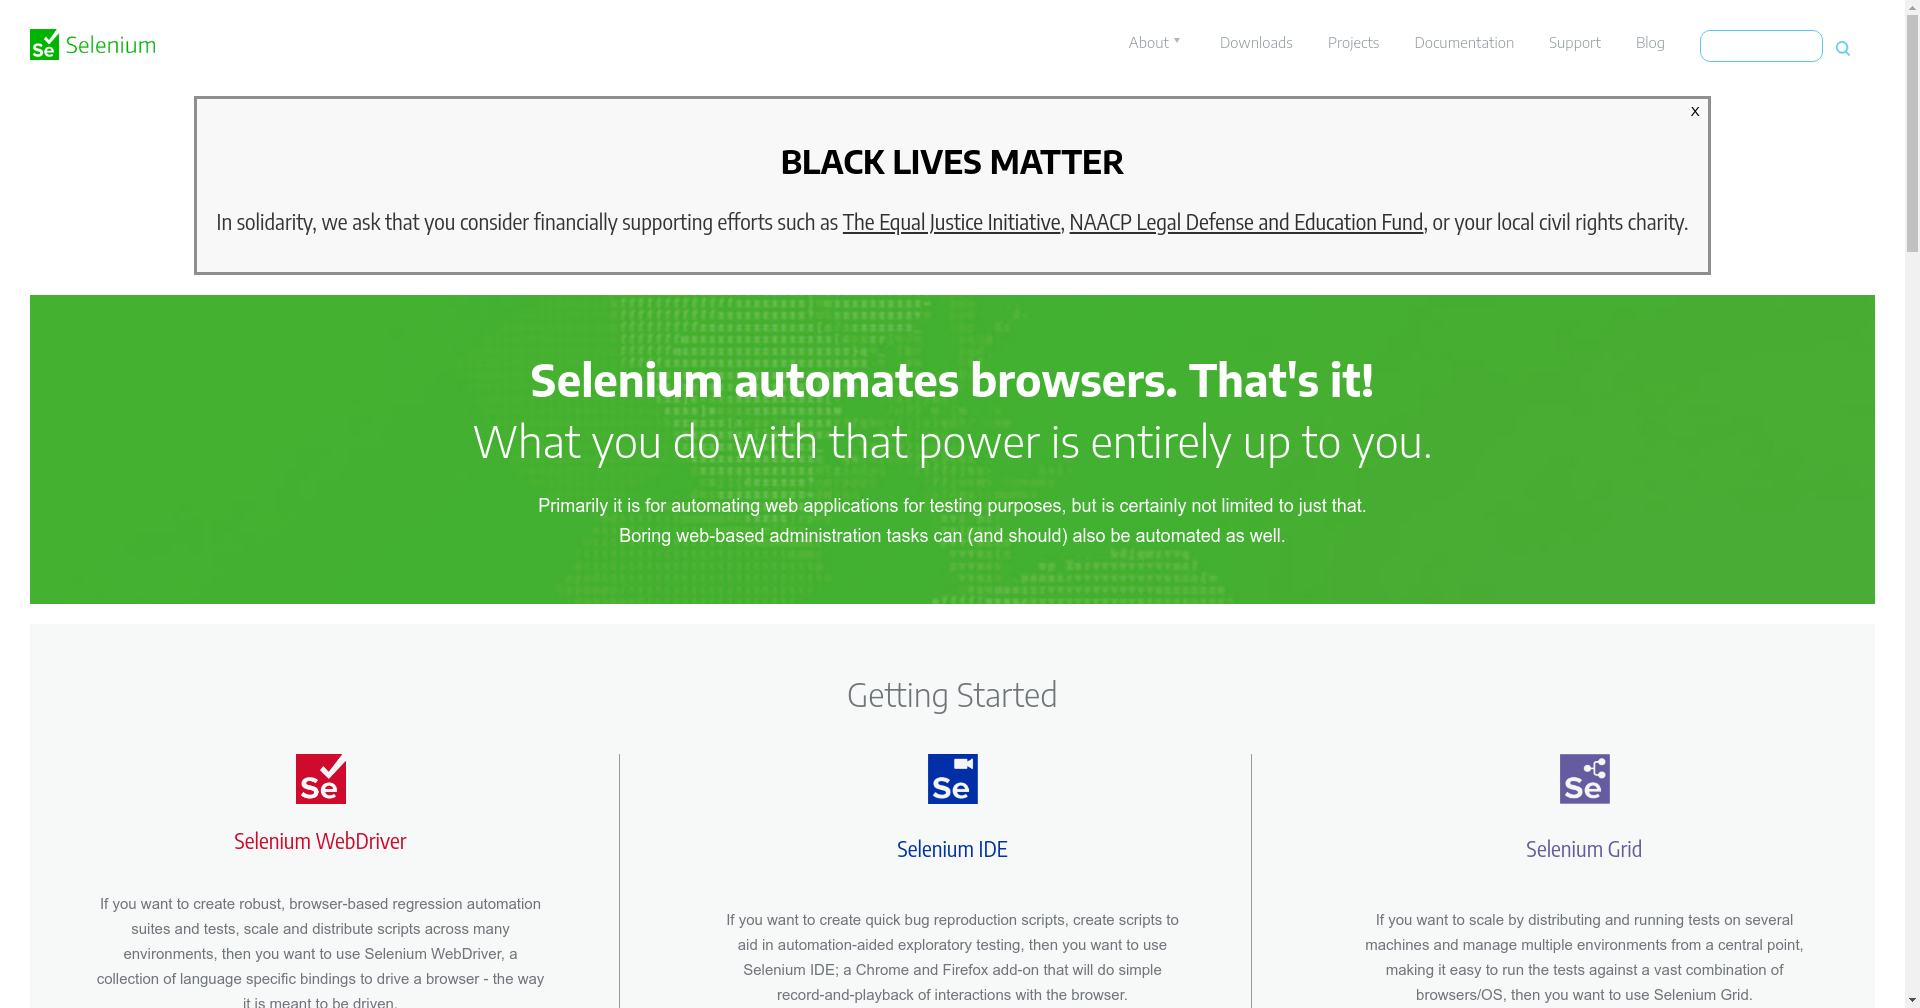 Se Selenium
About Downloads Projects Documentation Support Blog
X
BLACK LIVES MATTER
In solidarity, we ask that you consider financially supporting efforts such as The Equal Justice Initiative, NAACP Legal Defense and Education Fund, or your local civil rights charity.
Selenium automates browsers. That's it!
What you do with that power is entirely up to you.
Primarily it is for automating web applications for testing purposes, but is certainly not limited to just that.
Boring web-based administration tasks can (and should) also be automated as well.
Getting Started
Se
Selenium WebDriver
If you want to create robust, browser-based regression automation
suites and tests, scale and distribute scripts across many
environments, then you want to use Selenium WebDriver, a
collection of language specific bindings to drive a browser - the way
it is meant to be driven.
Se
Selenium IDE
If you want to create quick bug reproduction scripts, create scripts to
aid in automation-aided exploratory testing, then you want to use
Selenium IDE; a Chrome and Firefox add-on that will do simple
record-and-playback of interactions with the browser.
Se
Selenium Grid
If you want to scale by distributing and running tests on several
machines and manage multiple environments from a central point,
making it easy to run the tests against a vast combination of
browsers/OS, then you want to use Selenium Grid.